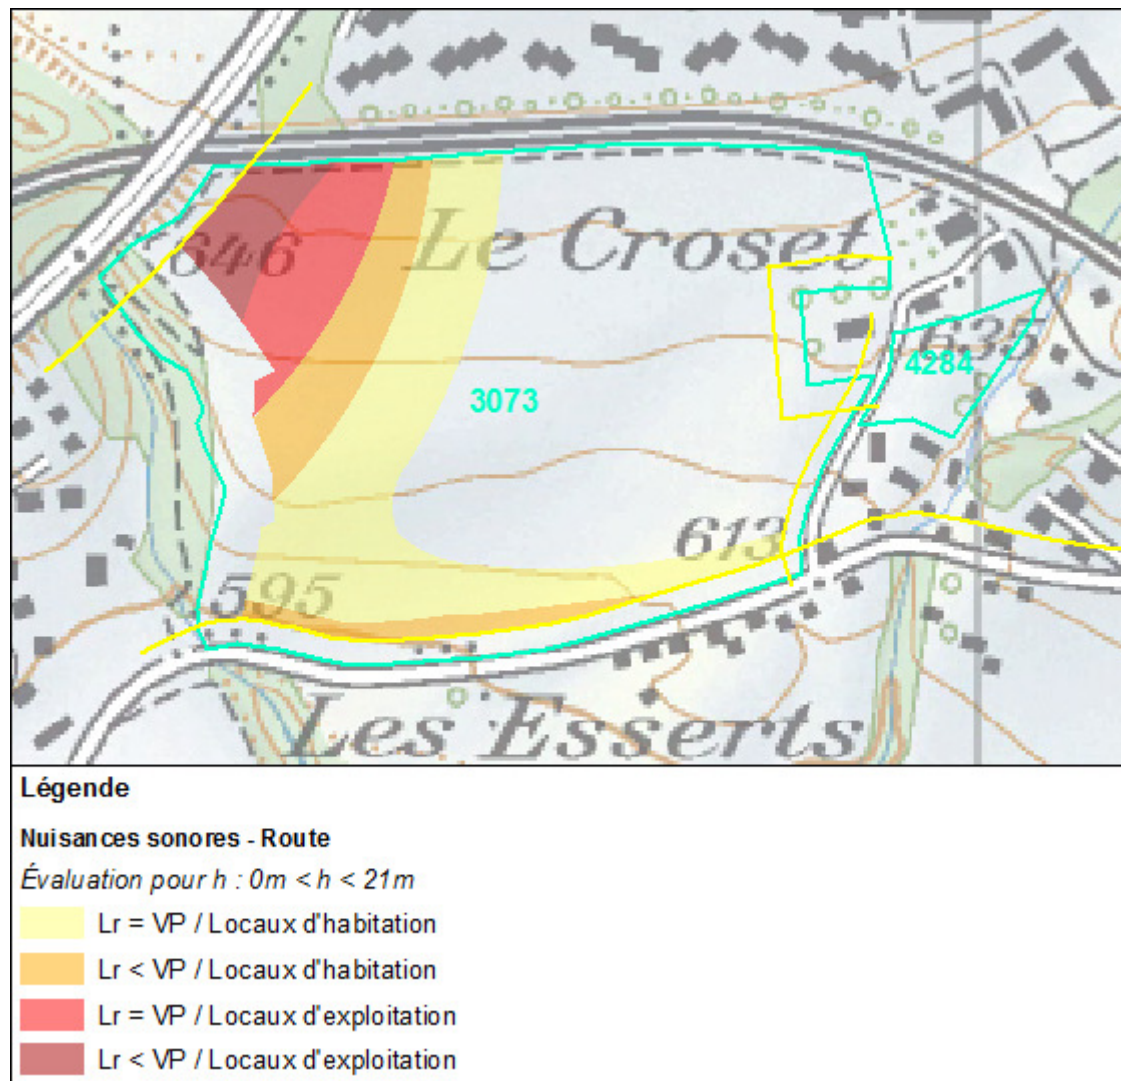 646
Le Croset
635
4284
3073
613
595
Les Esserts
Légende
Nuisances sonores - Route
Évaluation pour h : 0m < h < 21m
Lr = VP / Locaux d'habitation
Lr < VP / Locaux d'habitation
Lr = VP / Locaux d'exploitation
Lr < VP / Locaux d'exploitation